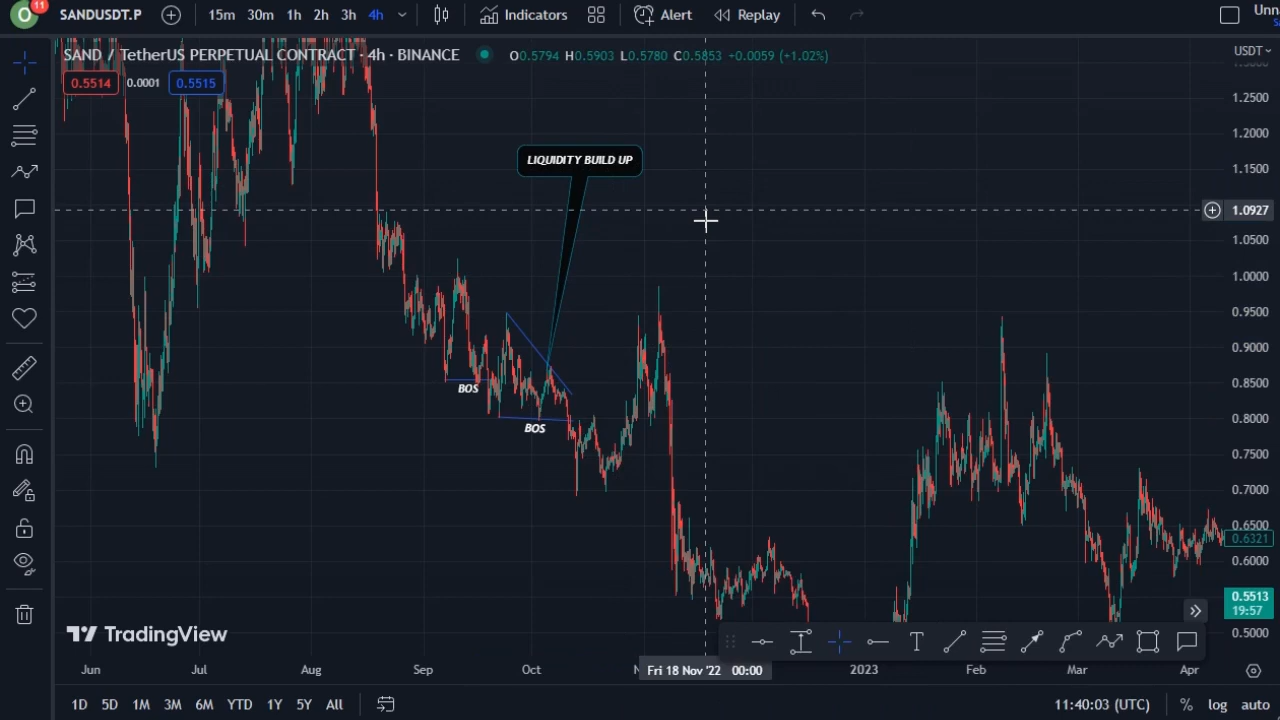 O 11 SANDUSDT.P 15m 30m 1h 2h 3h 4h Indicators Alert Replay
SAND / TetherUS PERPETUAL CONTRACT · 4h · BINANCE O0.5794 H0.5903 L0.5780 C0.5853 +0.0059 (+1.02%) USDT
0.5514 0.0001 0.5515
1.2500
1.2000
LIQUIDITY BUILD UP
1.1500
1.0927
1.0500
1.0000
0.9500
0.9000
BOS 0.8500
BOS 0.8000
0.7500
0.7000
0.6500
0.6321
0.6000
0.5513
19:57
TradingView 0.5000
Jun Jul Aug Sep Oct Fri 18 Nov '22 00:00 2023 Feb Mar Apr
1D 5D 1M 3M 6M YTD 1Y 5Y All 11:40:03 (UTC) % log auto